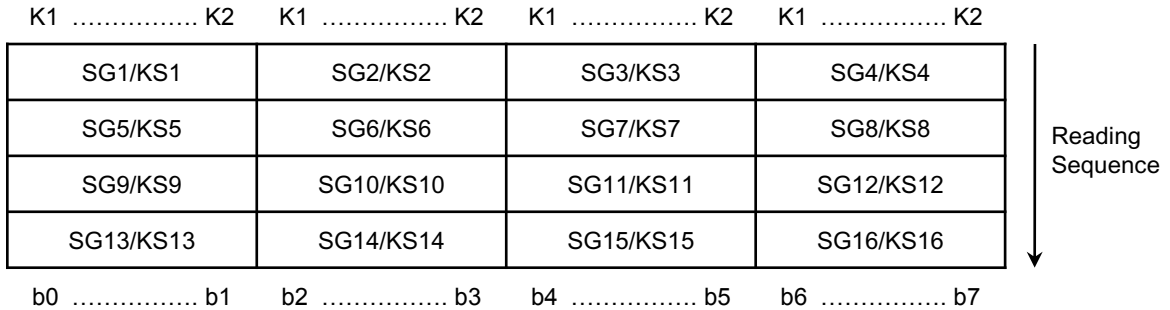 K1 ................ K2 K1 ................ K2 K1 ................ K2 K1 ................ K2
SG1/KS1 SG2/KS2 SG3/KS3 SG4/KS4
SG5/KS5 SG6/KS6 SG7/KS7 SG8/KS8
SG9/KS9 SG10/KS10 SG11/KS11 SG12/KS12
SG13/KS13 SG14/KS14 SG15/KS15 SG16/KS16
Reading
Sequence
b0 ................ b1 b2 ................ b3 b4 ................ b5 b6 ................ b7